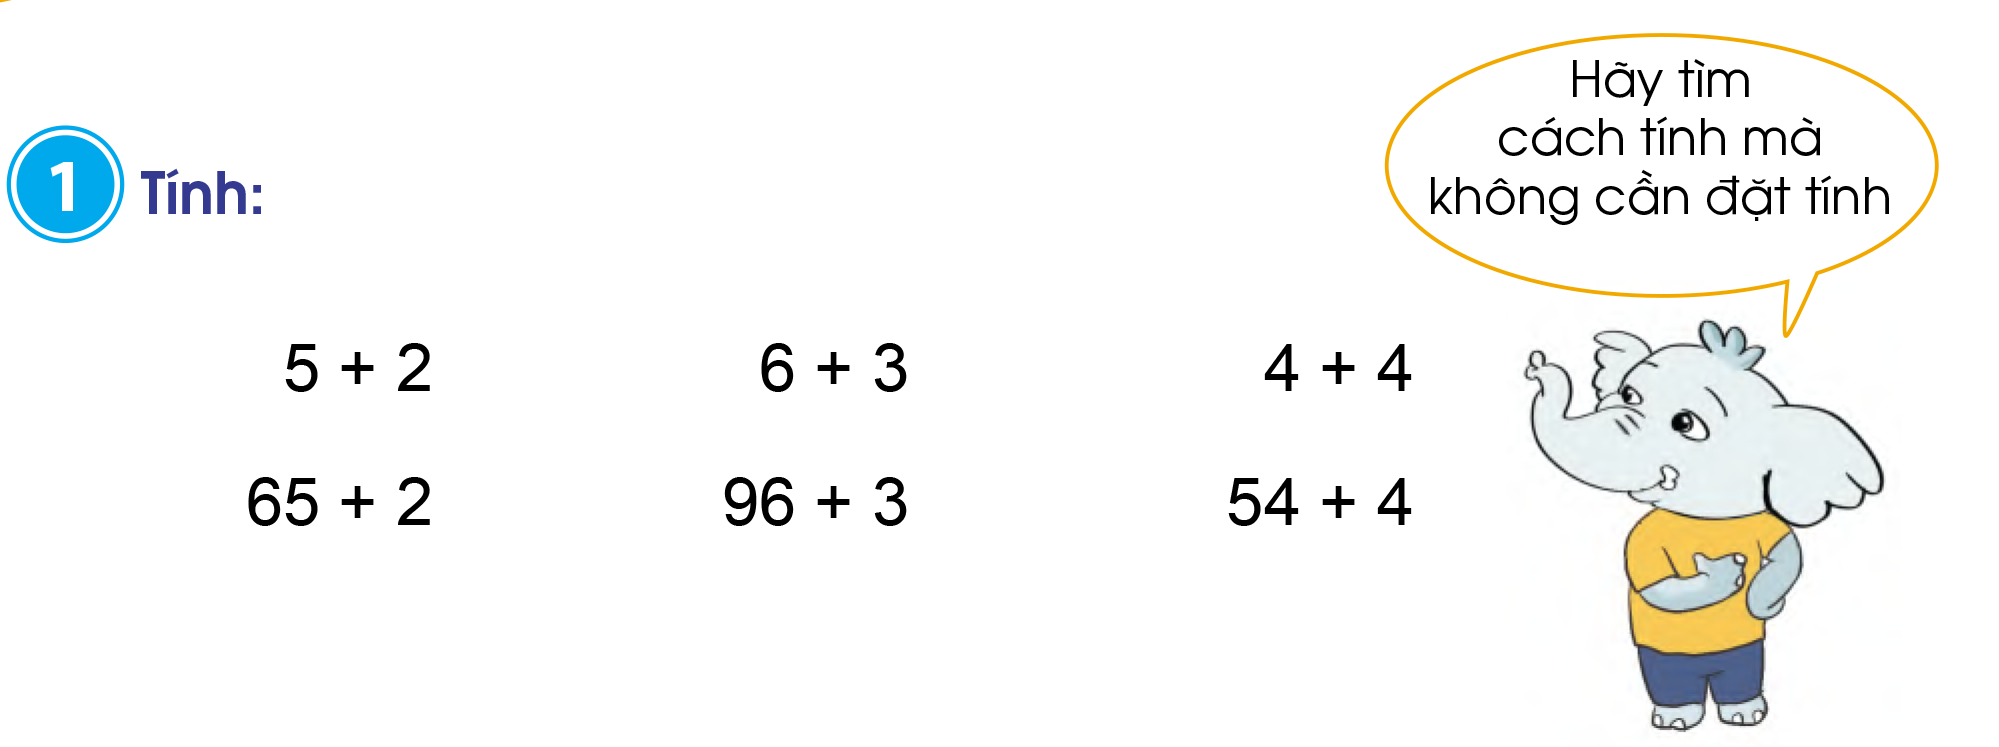 Hãy tìm
cách tính mà
không cần đặt tính
1 Tính:
5 + 2 6 + 3 4 + 4
65 + 2 96 + 3 54 + 4